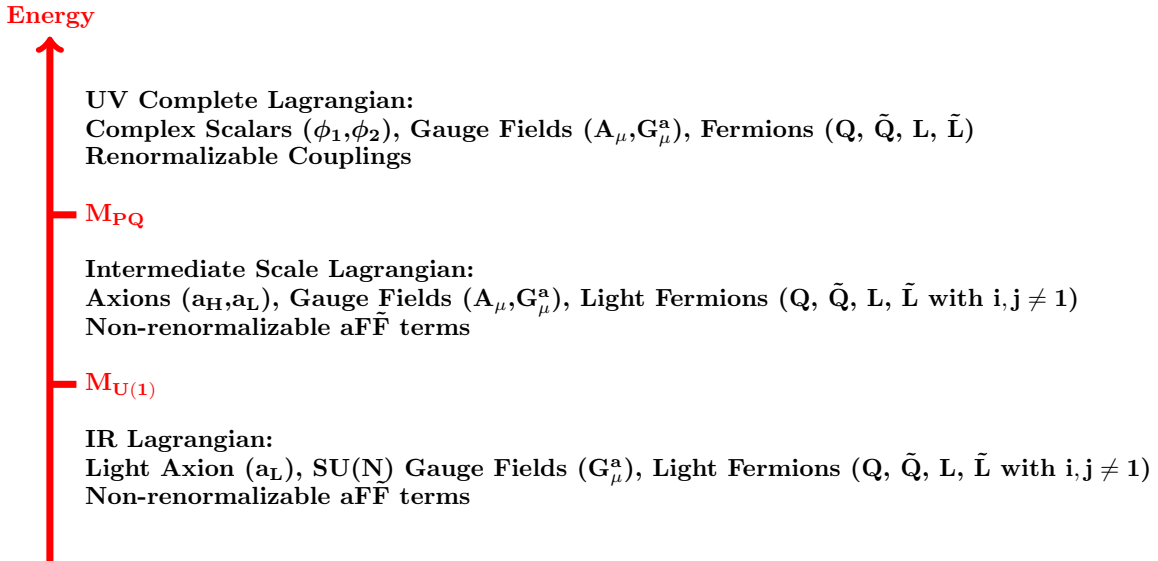 Energy
UV Complete Lagrangian:
Complex Scalars (ϕ₁,ϕ₂), Gauge Fields (A_μ,G^a_μ), Fermions (Q, Q̃, L, L̃)
Renormalizable Couplings
M_PQ
Intermediate Scale Lagrangian:
Axions (a_H,a_L), Gauge Fields (A_μ,G^a_μ), Light Fermions (Q, Q̃, L, L̃ with i, j ≠ 1)
Non-renormalizable aFF̃ terms
M_U(1)
IR Lagrangian:
Light Axion (a_L), SU(N) Gauge Fields (G^a_μ), Light Fermions (Q, Q̃, L, L̃ with i, j ≠ 1)
Non-renormalizable aFF̃ terms